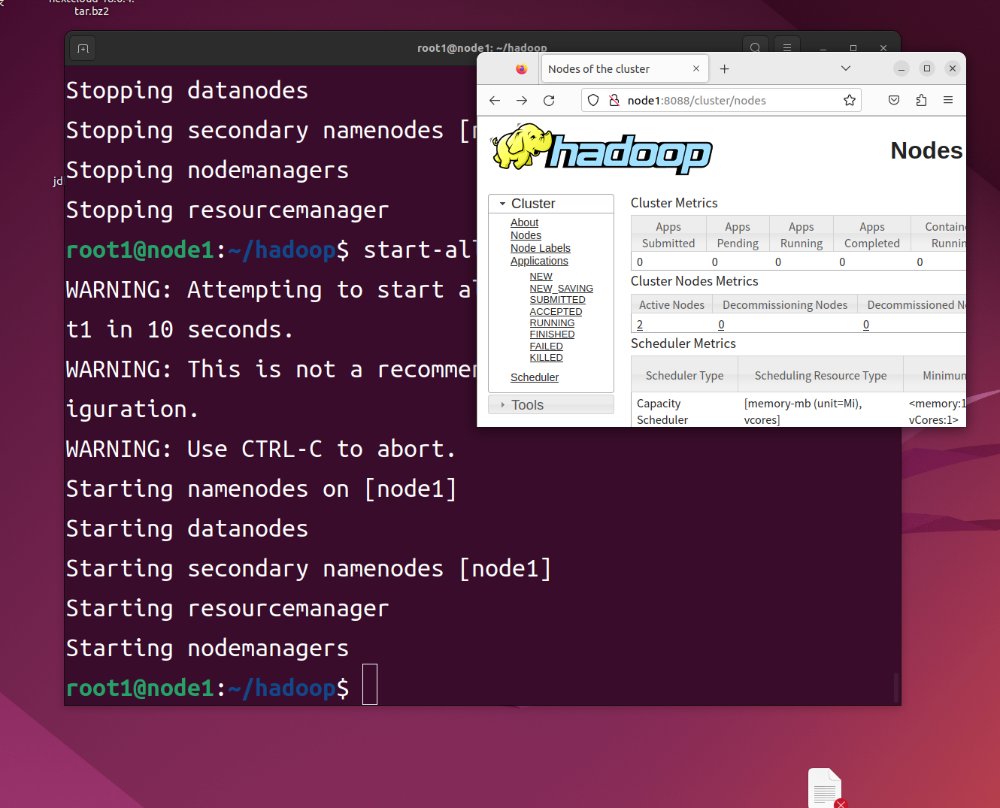 tar.bz2
root1@node1: ~/hadoop
Stopping datanodes
Stopping secondary namenodes [
Stopping nodemanagers
jd
Stopping resourcemanager
root1@node1:~/hadoop$ start-al
WARNING: Attempting to start al
t1 in 10 seconds.
WARNING: This is not a recommen
iguration.
WARNING: Use CTRL-C to abort.
Starting namenodes on [node1]
Starting datanodes
Starting secondary namenodes [node1]
Starting resourcemanager
Starting nodemanagers
root1@node1:~/hadoop$
Nodes of the cluster
node1:8088/cluster/nodes
hadoop
Nodes
Cluster
About
Nodes
Node Labels
Applications
NEW
NEW_SAVING
SUBMITTED
ACCEPTED
RUNNING
FINISHED
FAILED
KILLED
Scheduler
Tools
Cluster Metrics
Apps Submitted
Apps Pending
Apps Running
Apps Completed
Contain
Runnin
0 0 0 0 0
Cluster Nodes Metrics
Active Nodes Decommissioning Nodes Decommissioned N
2 0 0
Scheduler Metrics
Scheduler Type Scheduling Resource Type Minimum
Capacity Scheduler
[memory-mb (unit=Mi), vcores]
<memory:1
vCores:1>